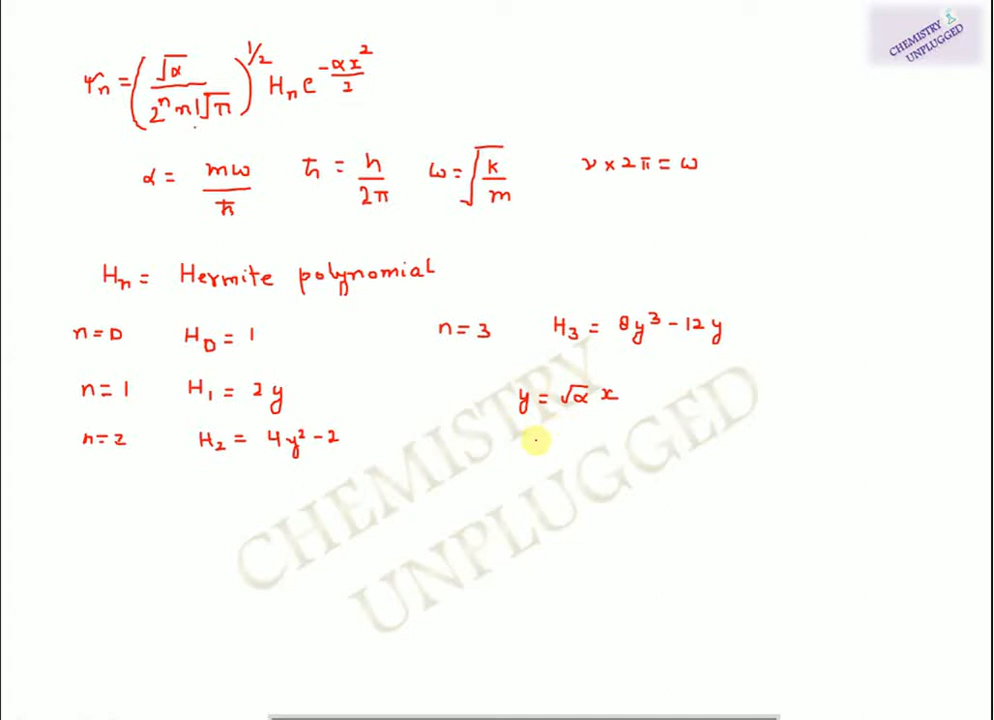 CHEMISTRY
UNPLUGGED
ψn = (√α / 2ⁿ n! √π)^1/2 Hn e^(-αx²/2)
α = mω/ħ ħ = h/2π ω = √(k/m) ν × 2π = ω
Hn = Hermite polynomial
n = 0 H0 = 1 n = 3 H3 = 8y³ - 12y
n = 1 H1 = 2y y = √α x
n = 2 H2 = 4y² - 2
CHEMISTRY
UNPLUGGED